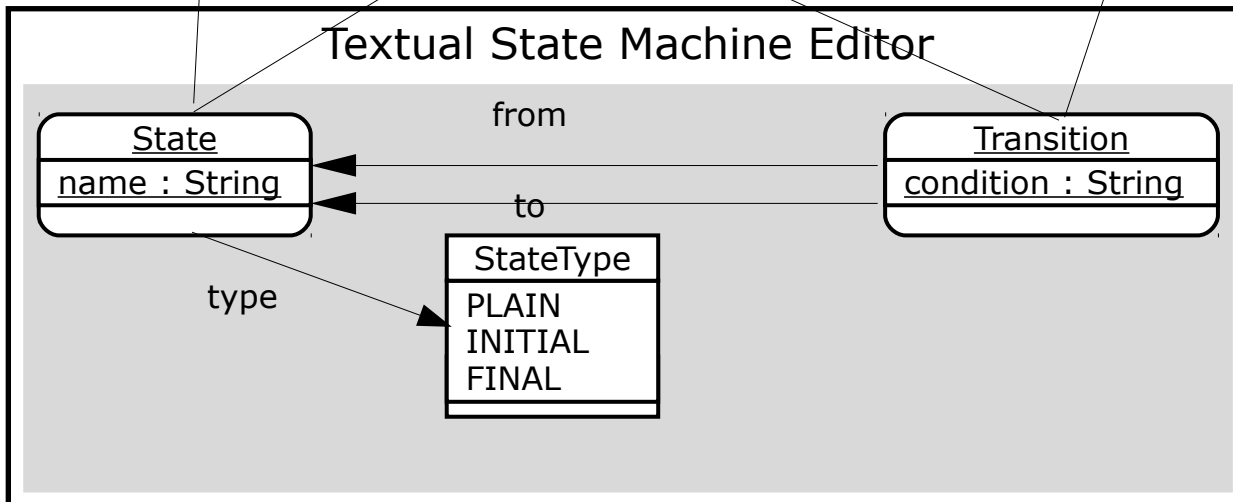 Textual State Machine Editor
from
State
Transition
name : String
condition : String
to
StateType
type
PLAIN
INITIAL
FINAL